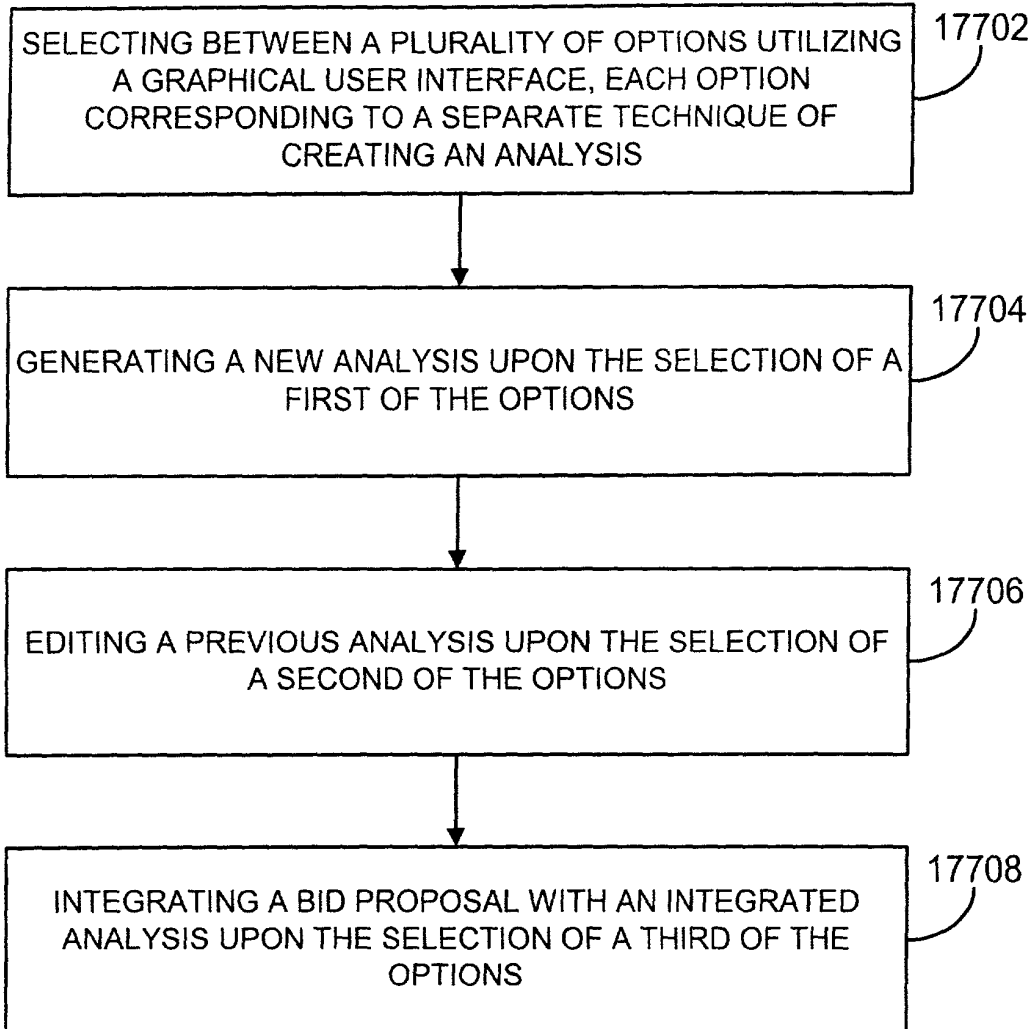 17702
SELECTING BETWEEN A PLURALITY OF OPTIONS UTILIZING
A GRAPHICAL USER INTERFACE, EACH OPTION
CORRESPONDING TO A SEPARATE TECHNIQUE OF
CREATING AN ANALYSIS
17704
GENERATING A NEW ANALYSIS UPON THE SELECTION OF A
FIRST OF THE OPTIONS
17706
EDITING A PREVIOUS ANALYSIS UPON THE SELECTION OF
A SECOND OF THE OPTIONS
17708
INTEGRATING A BID PROPOSAL WITH AN INTEGRATED
ANALYSIS UPON THE SELECTION OF A THIRD OF THE
OPTIONS